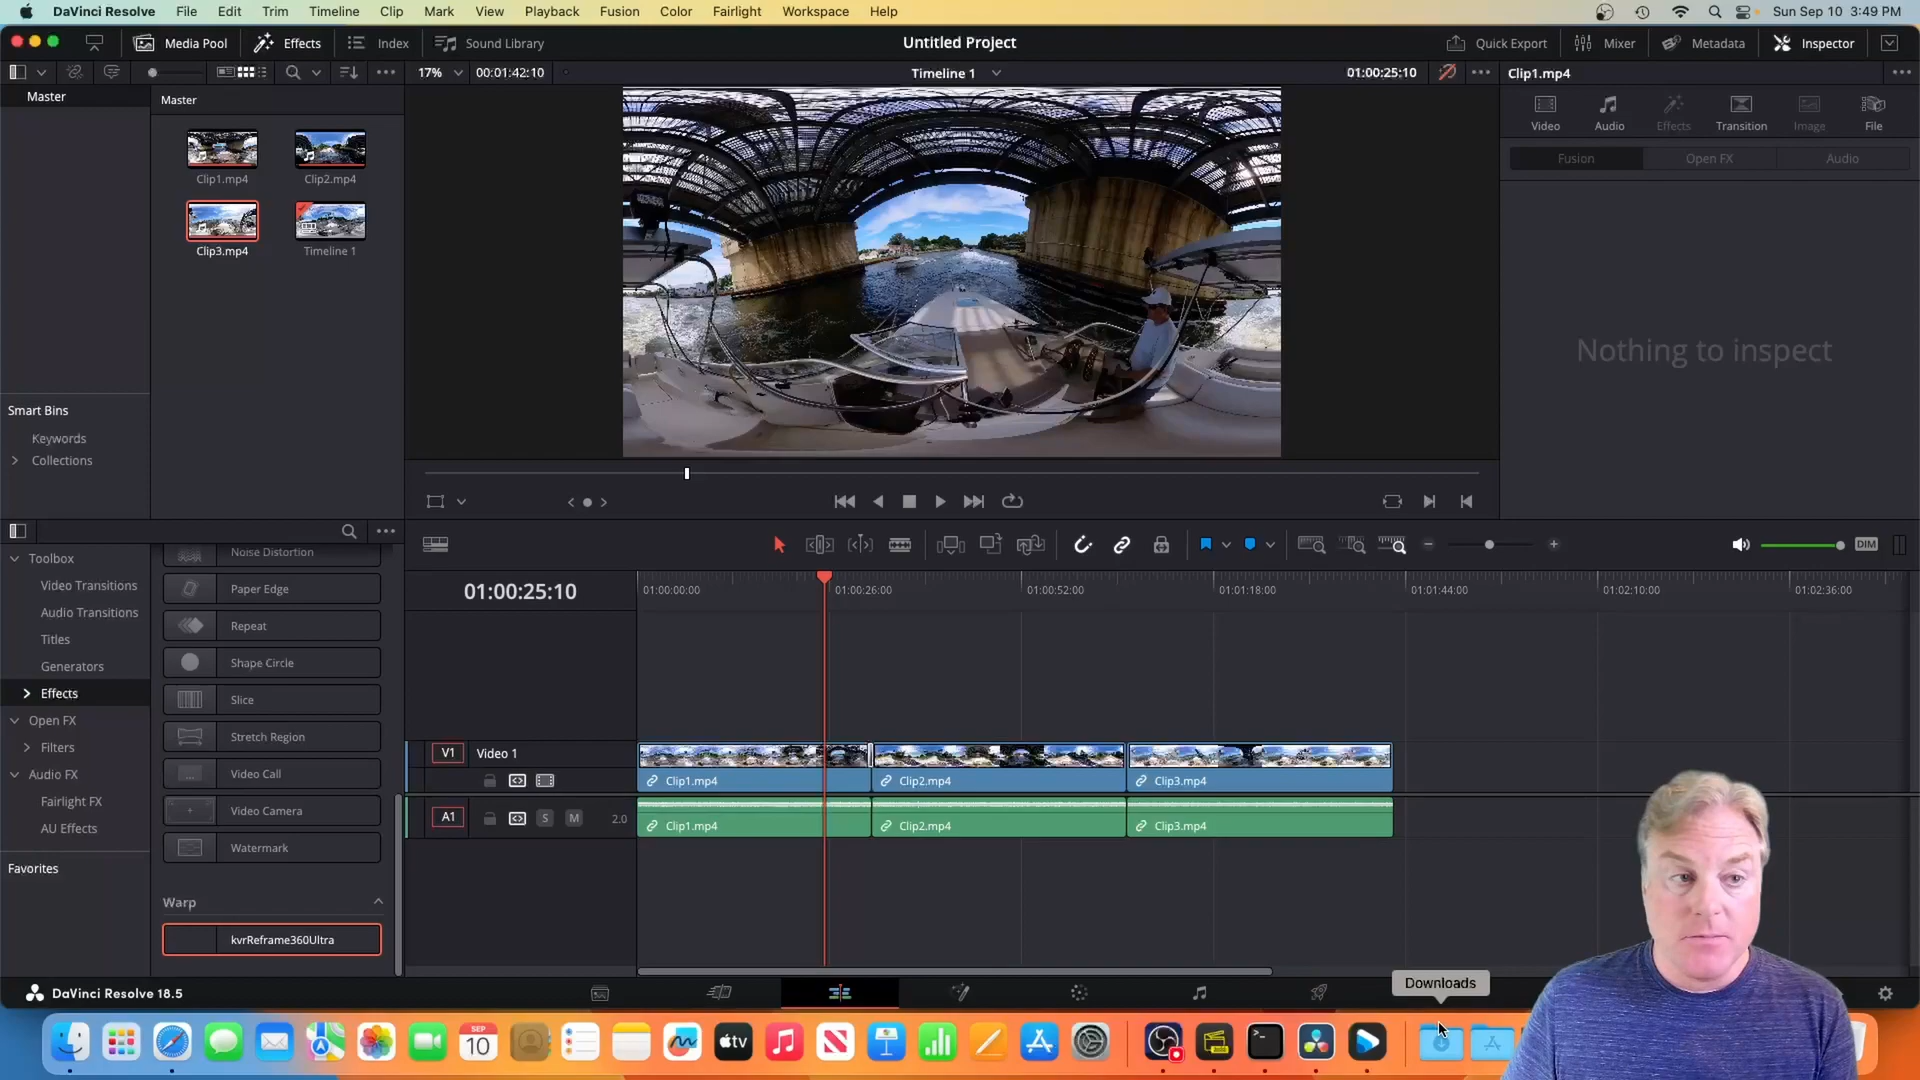 DaVinci Resolve File Edit Trim Timeline Clip Mark View Playback Fusion Color Fairlight Workspace Help Sun Sep 10 3:49 PM
Media Pool Effects Index Sound Library Untitled Project Quick Export Mixer Metadata Inspector
17% 00:01:42:10 Timeline 1 01:00:25:10 Clip1.mp4
Master Master
Video Audio Effects Transition Image File
Fusion Open FX Audio
Clip1.mp4 Clip2.mp4
Clip3.mp4 Timeline 1
Nothing to inspect
Smart Bins
Keywords
Collections
Toolbox
Video Transitions
Audio Transitions
Titles
Generators
Effects
Open FX
Filters
Audio FX
Fairlight FX
AU Effects
Favorites
Noise Distortion
Paper Edge
Repeat
Shape Circle
Slice
Stretch Region
Video Call
Video Camera
Watermark
Warp
kvrReframe360Ultra
DIM
01:00:25:10 01:00:00:00 01:00:26:00 01:00:52:00 01:01:18:00 01:01:44:00 01:02:10:00 01:02:36:00
V1 Video 1
Clip1.mp4 Clip2.mp4 Clip3.mp4
A1 S M 2.0
Clip1.mp4 Clip2.mp4 Clip3.mp4
DaVinci Resolve 18.5
Downloads
SEP
10
tv